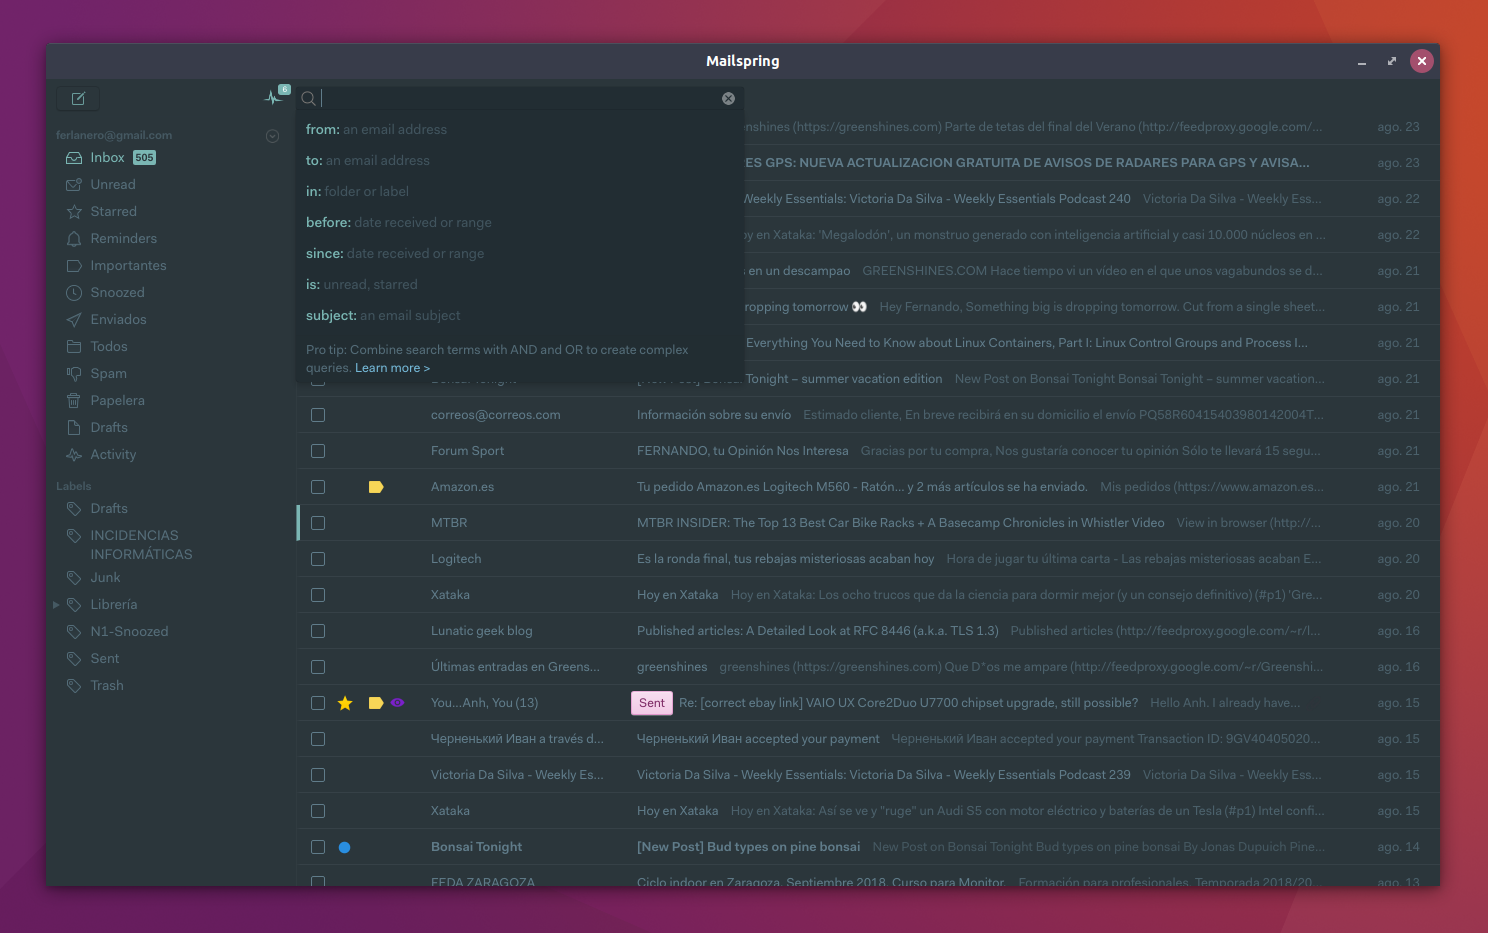 Mailspring
6
ferlanero@gmail.com
Inbox 505
Unread
Starred
Reminders
Importantes
Snoozed
Enviados
Todos
Spam
Papelera
Drafts
Activity
Labels
Drafts
INCIDENCIAS
INFORMÁTICAS
Junk
Librería
N1-Snoozed
Sent
Trash
from: an email address
to: an email address
in: folder or label
before: date received or range
since: date received or range
is: unread, starred
subject: an email subject
Pro tip: Combine search terms with AND and OR to create complex
queries. Learn more >
enshines (https://greenshines.com) Parte de tetas del final del Verano (http://feedproxy.google.com/... ago. 23
ES GPS: NUEVA ACTUALIZACION GRATUITA DE AVISOS DE RADARES PARA GPS Y AVISA... ago. 23
Weekly Essentials: Victoria Da Silva - Weekly Essentials Podcast 240 Victoria Da Silva - Weekly Ess... ago. 22
oy en Xataka: 'Megalodón', un monstruo generado con inteligencia artificial y casi 10.000 núcleos en ... ago. 22
s en un descampao GREENSHINES.COM Hace tiempo vi un vídeo en el que unos vagabundos se d... ago. 21
ropping tomorrow 👀 Hey Fernando, Something big is dropping tomorrow. Cut from a single sheet... ago. 21
Everything You Need to Know about Linux Containers, Part I: Linux Control Groups and Process I... ago. 21
Bonsai Tonight [New Post] Bonsai Tonight – summer vacation edition New Post on Bonsai Tonight Bonsai Tonight – summer vacation... ago. 21
correos@correos.com Información sobre su envío Estimado cliente, En breve recibirá en su domicilio el envío PQ58R60415403980142004T... ago. 21
Forum Sport FERNANDO, tu Opinión Nos Interesa Gracias por tu compra, Nos gustaría conocer tu opinión Sólo te llevará 15 segu... ago. 21
Amazon.es Tu pedido Amazon.es Logitech M560 - Ratón... y 2 más artículos se ha enviado. Mis pedidos (https://www.amazon.es... ago. 21
MTBR MTBR INSIDER: The Top 13 Best Car Bike Racks + A Basecamp Chronicles in Whistler Video View in browser (http://... ago. 20
Logitech Es la ronda final, tus rebajas misteriosas acaban hoy Hora de jugar tu última carta - Las rebajas misteriosas acaban E... ago. 20
Xataka Hoy en Xataka Hoy en Xataka: Los ocho trucos que da la ciencia para dormir mejor (y un consejo definitivo) (#p1) 'Gre... ago. 20
Lunatic geek blog Published articles: A Detailed Look at RFC 8446 (a.k.a. TLS 1.3) Published articles (http://feedproxy.google.com/~r/l... ago. 16
Últimas entradas en Greens... greenshines greenshines (https://greenshines.com) Que D*os me ampare (http://feedproxy.google.com/~r/Greenshi... ago. 16
You...Anh, You (13) Sent Re: [correct ebay link] VAIO UX Core2Duo U7700 chipset upgrade, still possible? Hello Anh. I already have... ago. 15
Черненький Иван a través d... Черненький Иван accepted your payment Черненький Иван accepted your payment Transaction ID: 9GV40405020... ago. 15
Victoria Da Silva - Weekly Es... Victoria Da Silva - Weekly Essentials: Victoria Da Silva - Weekly Essentials Podcast 239 Victoria Da Silva - Weekly Ess... ago. 15
Xataka Hoy en Xataka Hoy en Xataka: Así se ve y "ruge" un Audi S5 con motor eléctrico y baterías de un Tesla (#p1) Intel confi... ago. 15
Bonsai Tonight [New Post] Bud types on pine bonsai New Post on Bonsai Tonight Bud types on pine bonsai By Jonas Dupuich Pine... ago. 14
FEDA ZARAGOZA Ciclo indoor en Zaragoza. Septiembre 2018. Curso para Monitor. Formación para profesionales. Temporada 2018/20... ago. 13